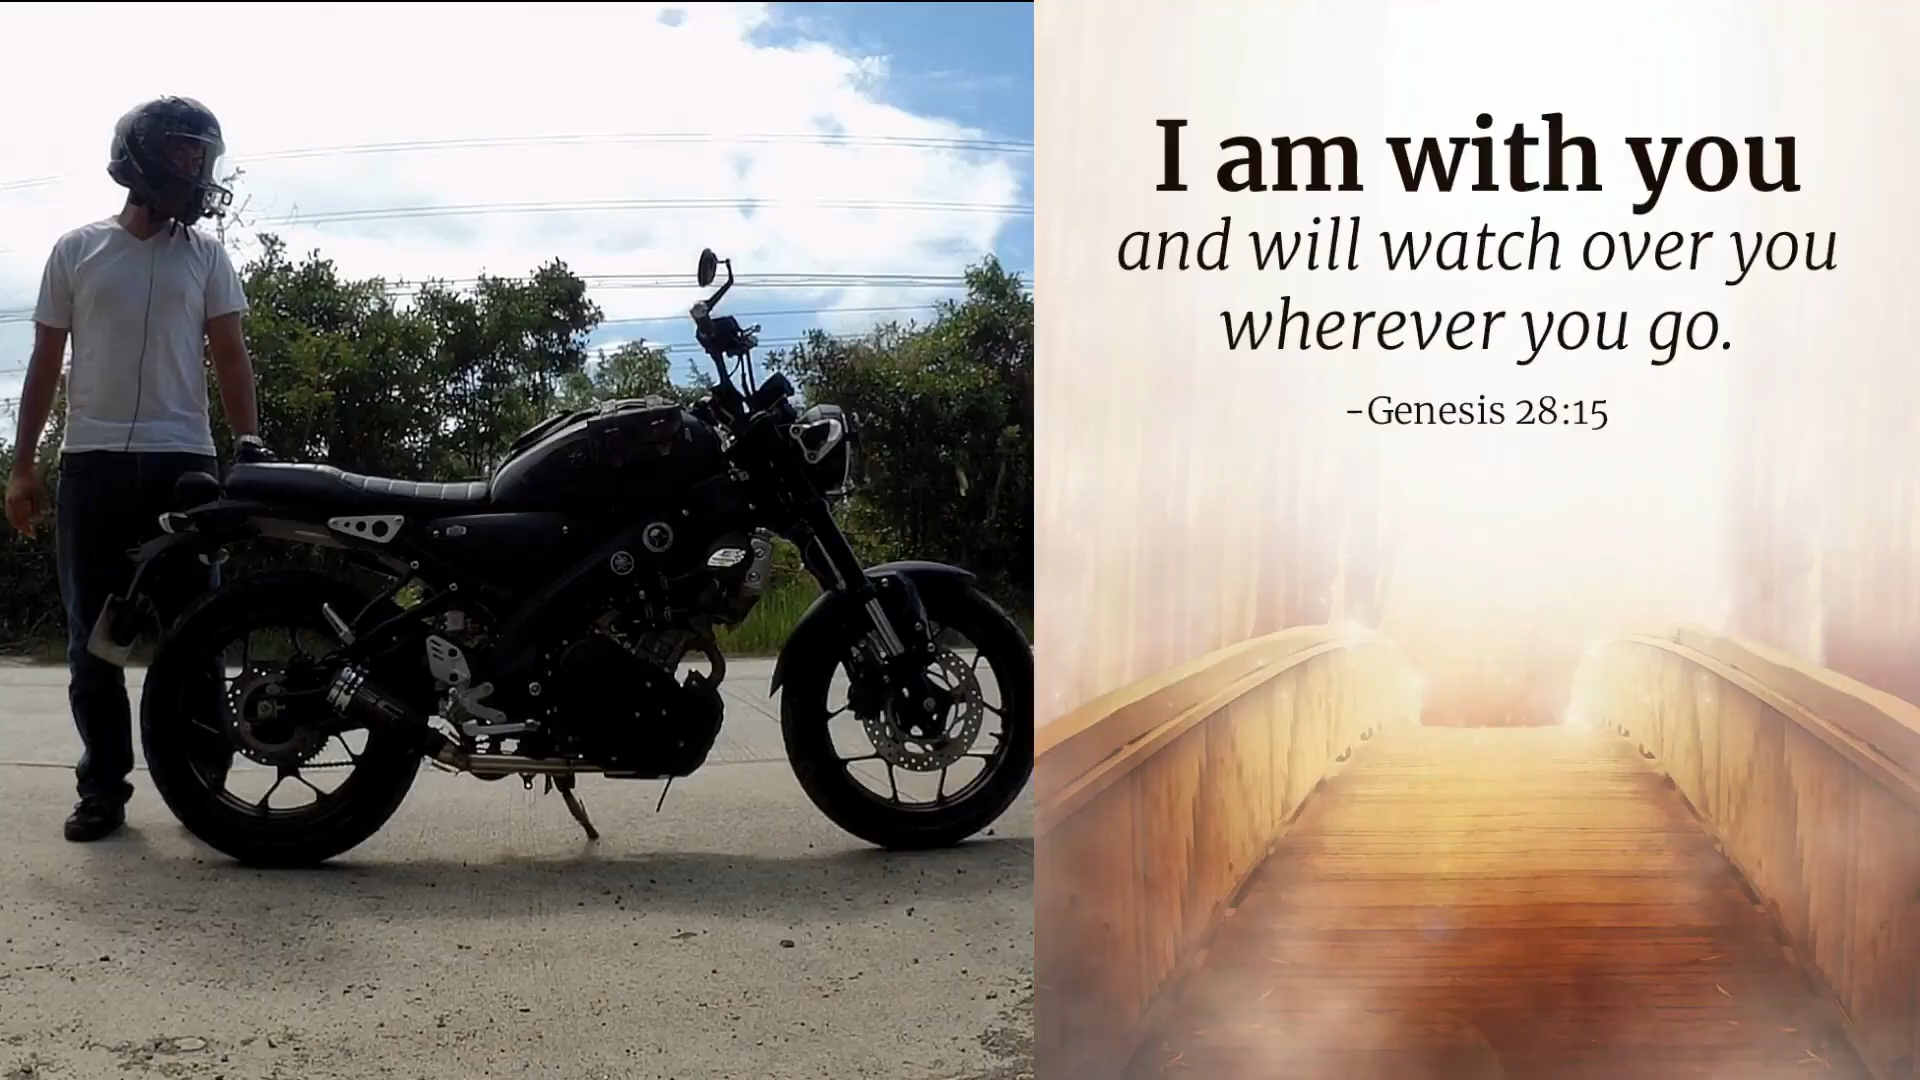 I am with you
and will watch over you
wherever you go.
-Genesis 28:15